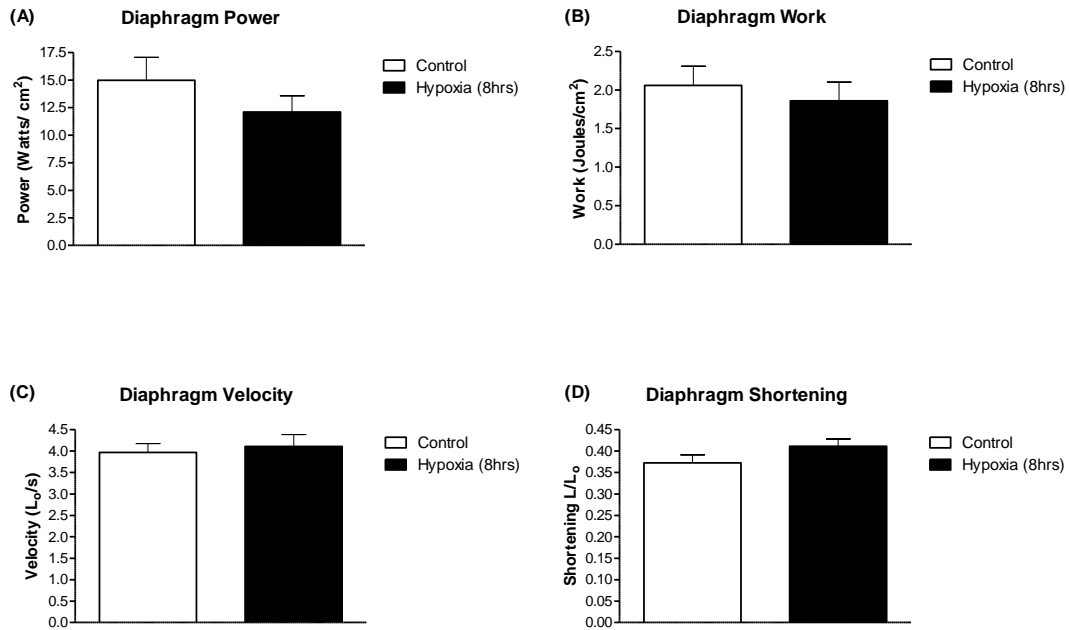 (A)
Diaphragm Power
Power (Watts/ cm²)
17.5
15.0
12.5
10.0
7.5
5.0
2.5
0.0
Control
Hypoxia (8hrs)
(B)
Diaphragm Work
Work (Joules/cm²)
2.5
2.0
1.5
1.0
0.5
0.0
Control
Hypoxia (8hrs)
(C)
Diaphragm Velocity
Velocity (Lₒ/s)
4.5
4.0
3.5
3.0
2.5
2.0
1.5
1.0
0.5
0.0
Control
Hypoxia (8hrs)
(D)
Diaphragm Shortening
Shortening L/Lₒ
0.45
0.40
0.35
0.30
0.25
0.20
0.15
0.10
0.05
0.00
Control
Hypoxia (8hrs)